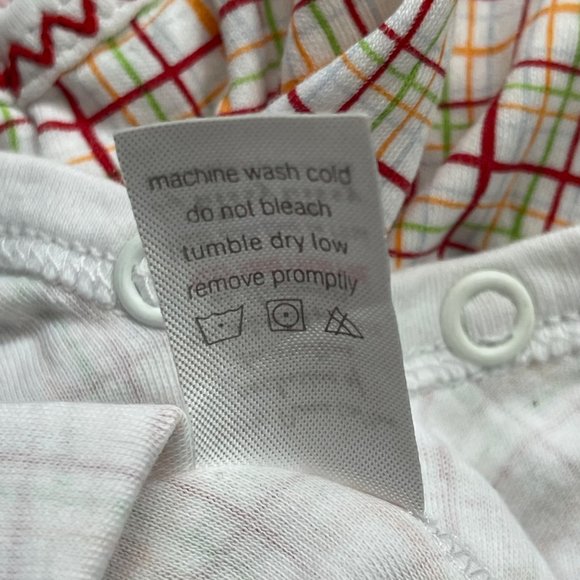 machine wash cold
do not bleach
tumble dry low
remove promptly